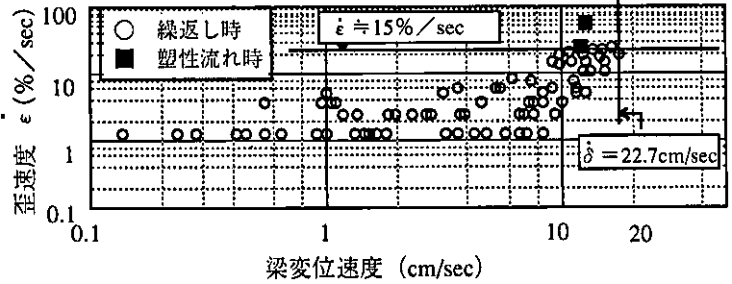 100
10
1
0.1
歪速度 ε̇ (%/sec)
○ 繰返し時
■ 塑性流れ時
ε̇≒15%/sec
δ̇=22.7cm/sec
0.1
1
10
20
梁変位速度 (cm/sec)